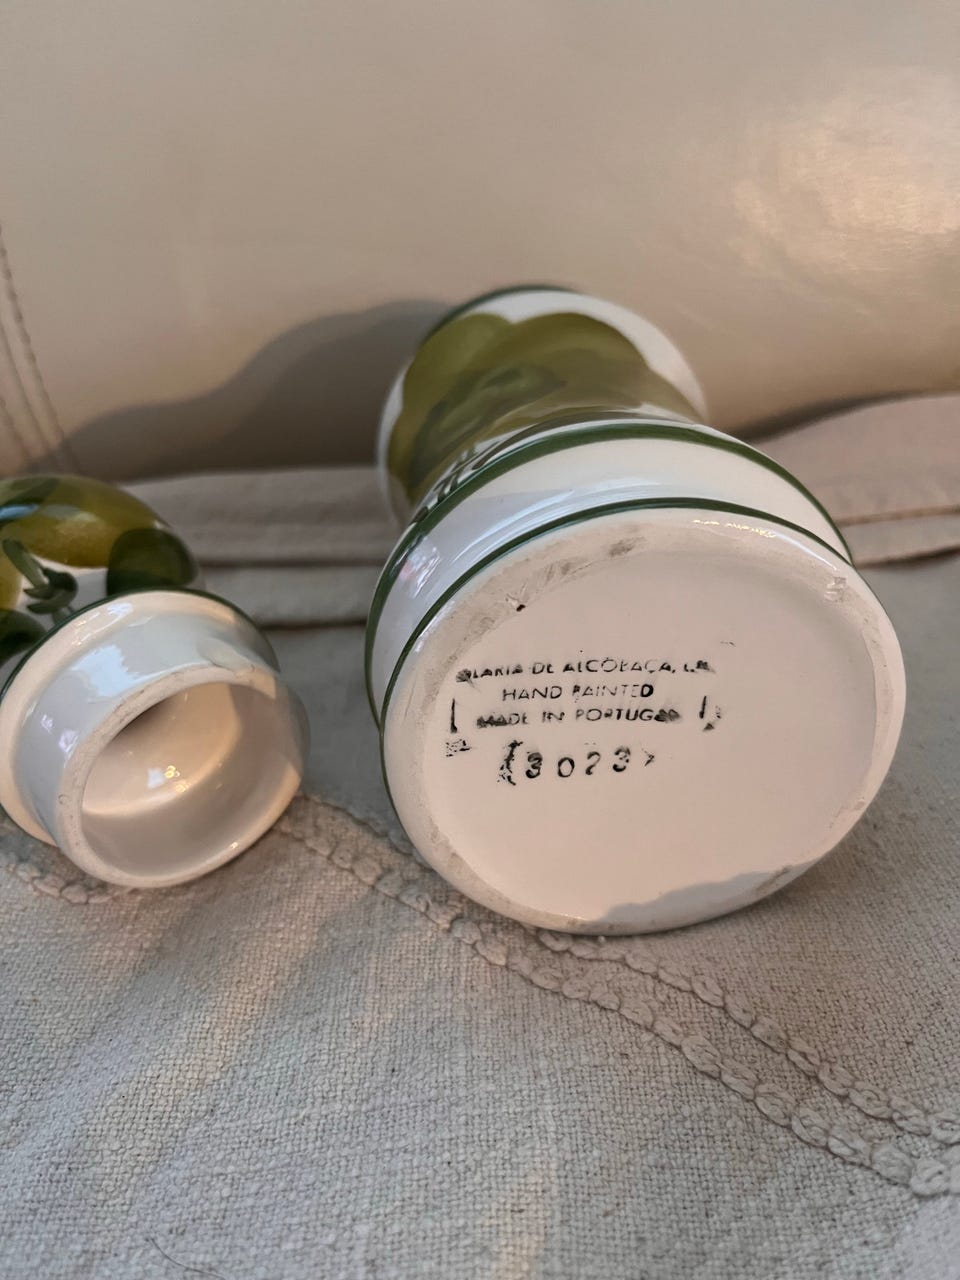 DE ALCOBAÇA,
HAND PAINTED
MADE IN PORTUGAL
3023